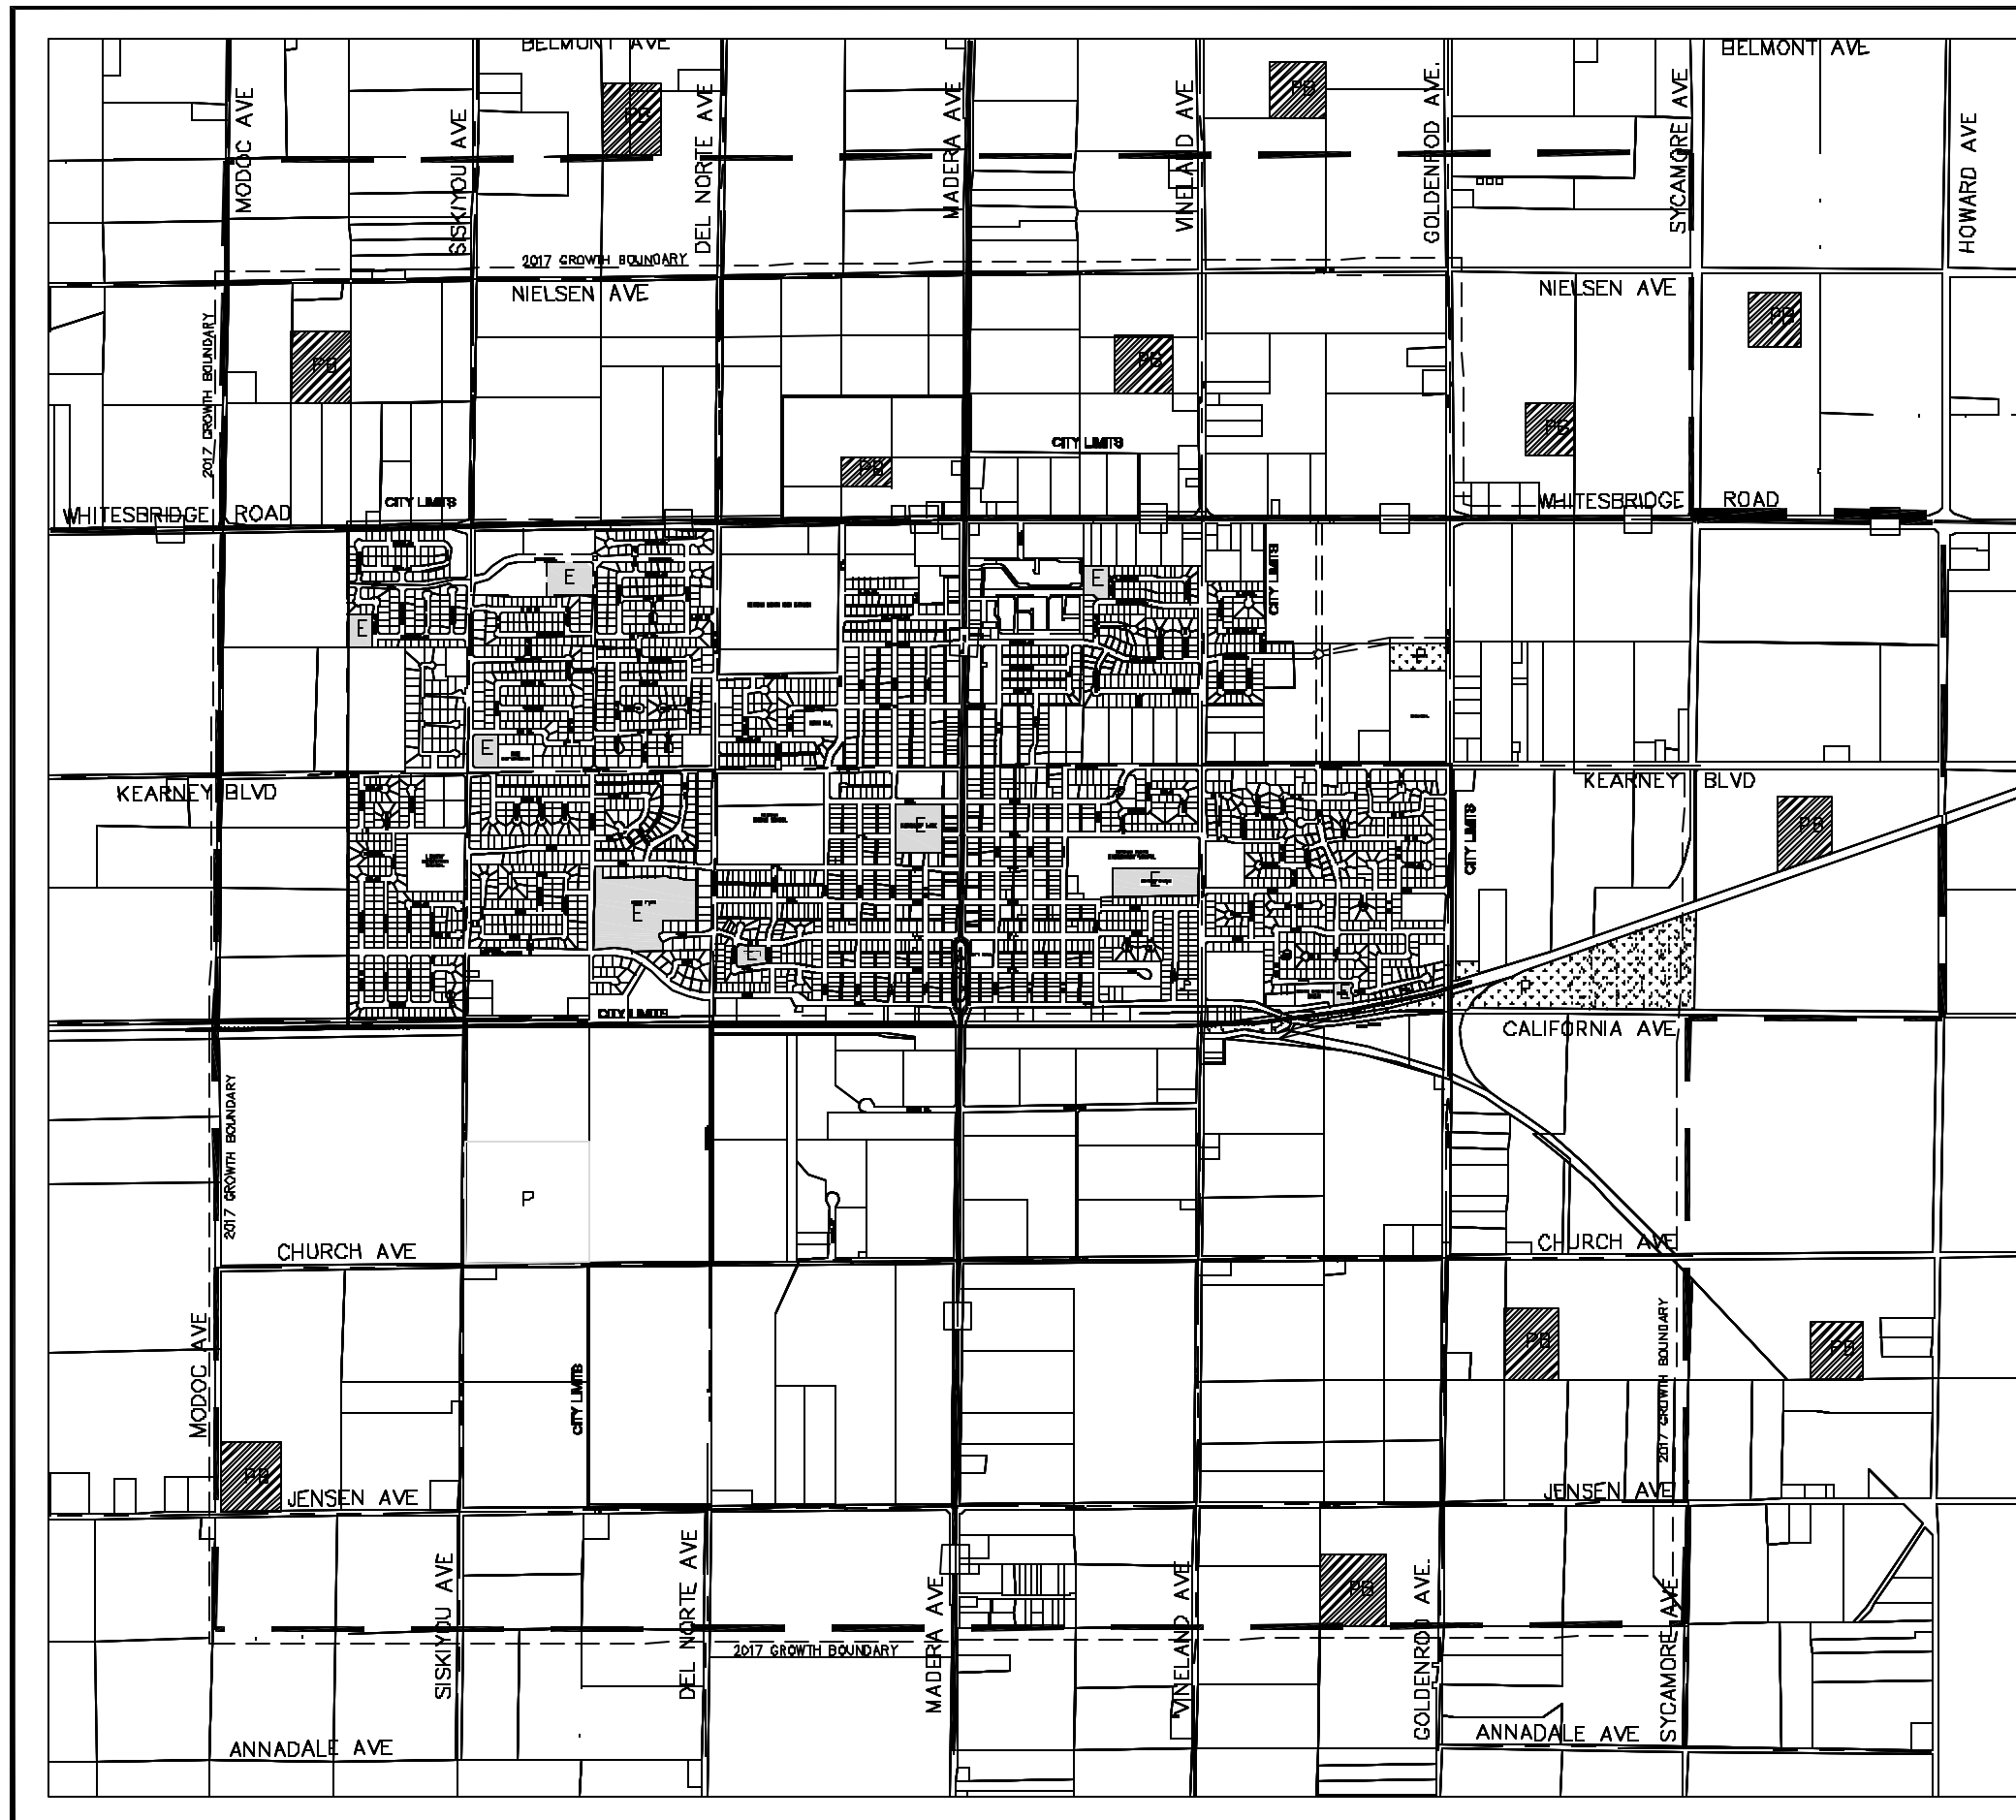 BELMONT AVE
BELMONT AVE
MODOC AVE
SISKIYOU AVE
DEL NORTE AVE
MADERA AVE
VINELAND AVE
GOLDENROD AVE.
SYCAMORE AVE
HOWARD AVE
PB
PB
2017 GROWTH BOUNDARY
NIELSEN AVE
NIELSEN AVE
2017 GROWTH BOUNDARY
PB
PB
PB
PB
PB
CITY LIMITS
CITY LIMITS
WHITESBRIDGE ROAD
WHITESBRIDGE ROAD
E
E
E
CITY LIMITS
P
E
KEARNEY BLVD
KEARNEY BLVD
CITY LIMITS
E
PB
E
E
E
P
CITY LIMITS
CALIFORNIA AVE
2017 GROWTH BOUNDARY
P
CHURCH AVE
CHURCH AVE
MODOC AVE
CITY LIMITS
PB
PB
2017 GROWTH BOUNDARY
PB
JENSEN AVE
JENSEN AVE
SISKIYOU AVE
DEL NORTE AVE
MADERA AVE
VINELAND AVE
PB
GOLDENROD AVE.
SYCAMORE AVE
2017 GROWTH BOUNDARY
ANNADALE AVE
ANNADALE AVE